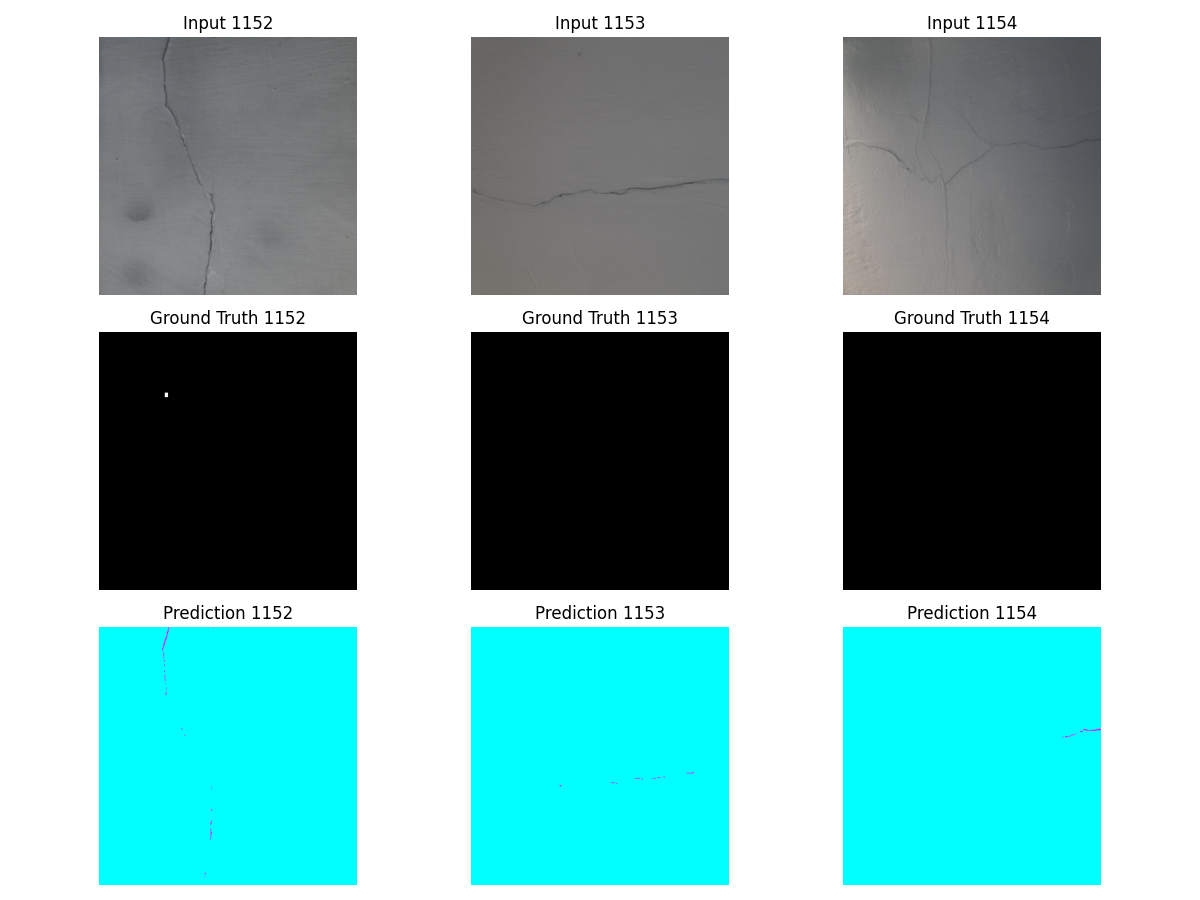 Input 1152
Input 1153
Input 1154
Ground Truth 1152
Ground Truth 1153
Ground Truth 1154
Prediction 1152
Prediction 1153
Prediction 1154